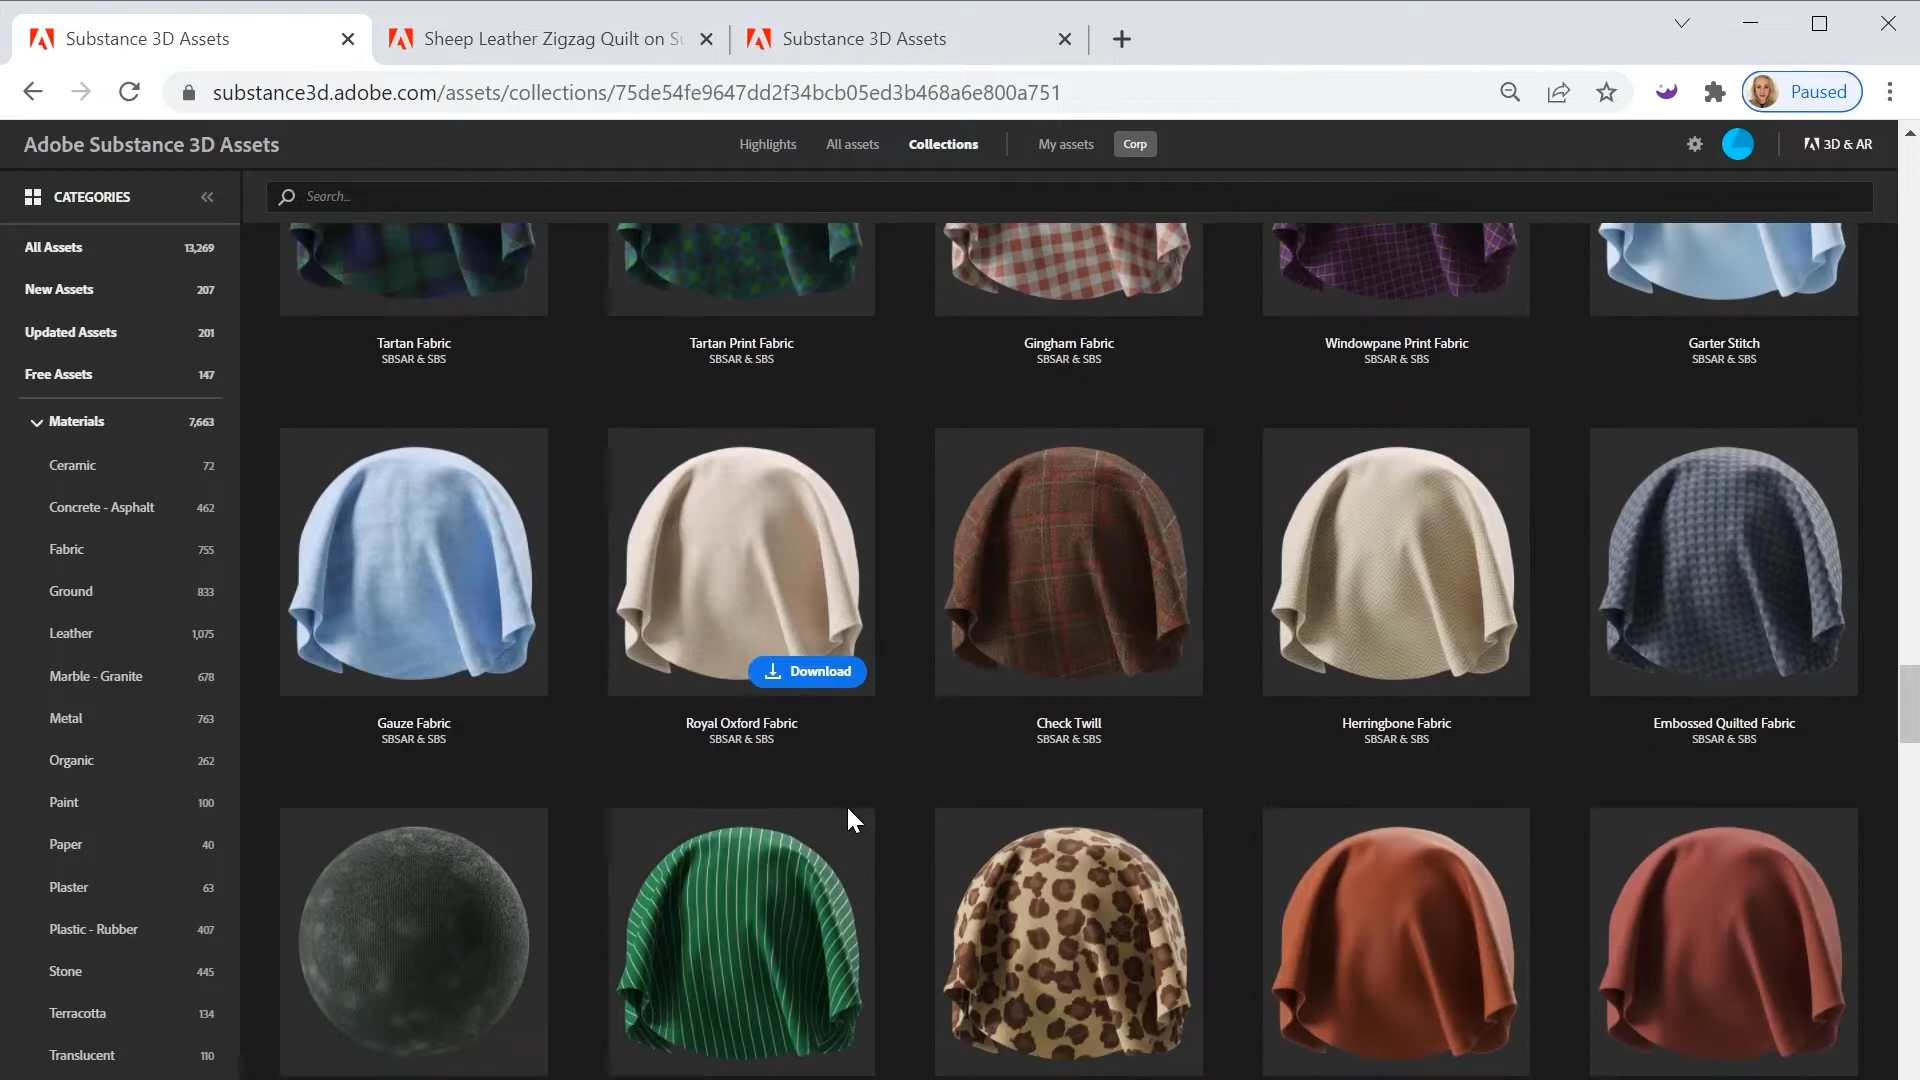 Substance 3D Assets
Sheep Leather Zigzag Quilt on Su
Substance 3D Assets
substance3d.adobe.com/assets/collections/75de54fe9647dd2f34bcb05ed3b468a6e800a751
Paused
Adobe Substance 3D Assets
Highlights
All assets
Collections
My assets
Corp
3D & AR
CATEGORIES
Search...
All Assets 13,269
New Assets 207
Updated Assets 201
Free Assets 147
Materials 7,663
Ceramic 72
Concrete - Asphalt 462
Fabric 755
Ground 833
Leather 1,075
Marble - Granite 678
Metal 763
Organic 262
Paint 100
Paper 40
Plaster 63
Plastic - Rubber 407
Stone 445
Terracotta 134
Translucent 110
Tartan Fabric
SBSAR & SBS
Tartan Print Fabric
SBSAR & SBS
Gingham Fabric
SBSAR & SBS
Windowpane Print Fabric
SBSAR & SBS
Garter Stitch
SBSAR & SBS
Download
Gauze Fabric
SBSAR & SBS
Royal Oxford Fabric
SBSAR & SBS
Check Twill
SBSAR & SBS
Herringbone Fabric
SBSAR & SBS
Embossed Quilted Fabric
SBSAR & SBS